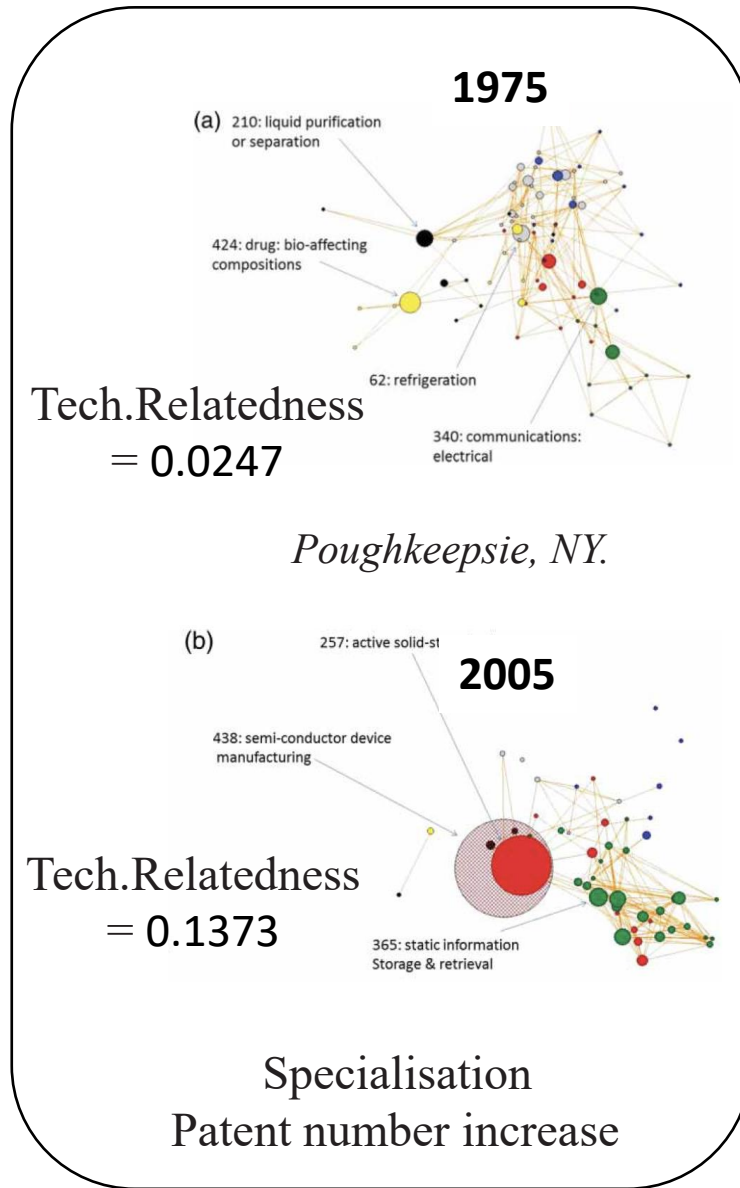 1975
(a)
210: liquid purification
or separation
424: drug: bio-affecting
compositions
62: refrigeration
Tech.Relatedness
= 0.0247
340: communications:
electrical
Poughkeepsie, NY.
(b)
257: active solid-st
2005
438: semi-conductor device
manufacturing
Tech.Relatedness
= 0.1373
365: static information
Storage & retrieval
Specialisation
Patent number increase